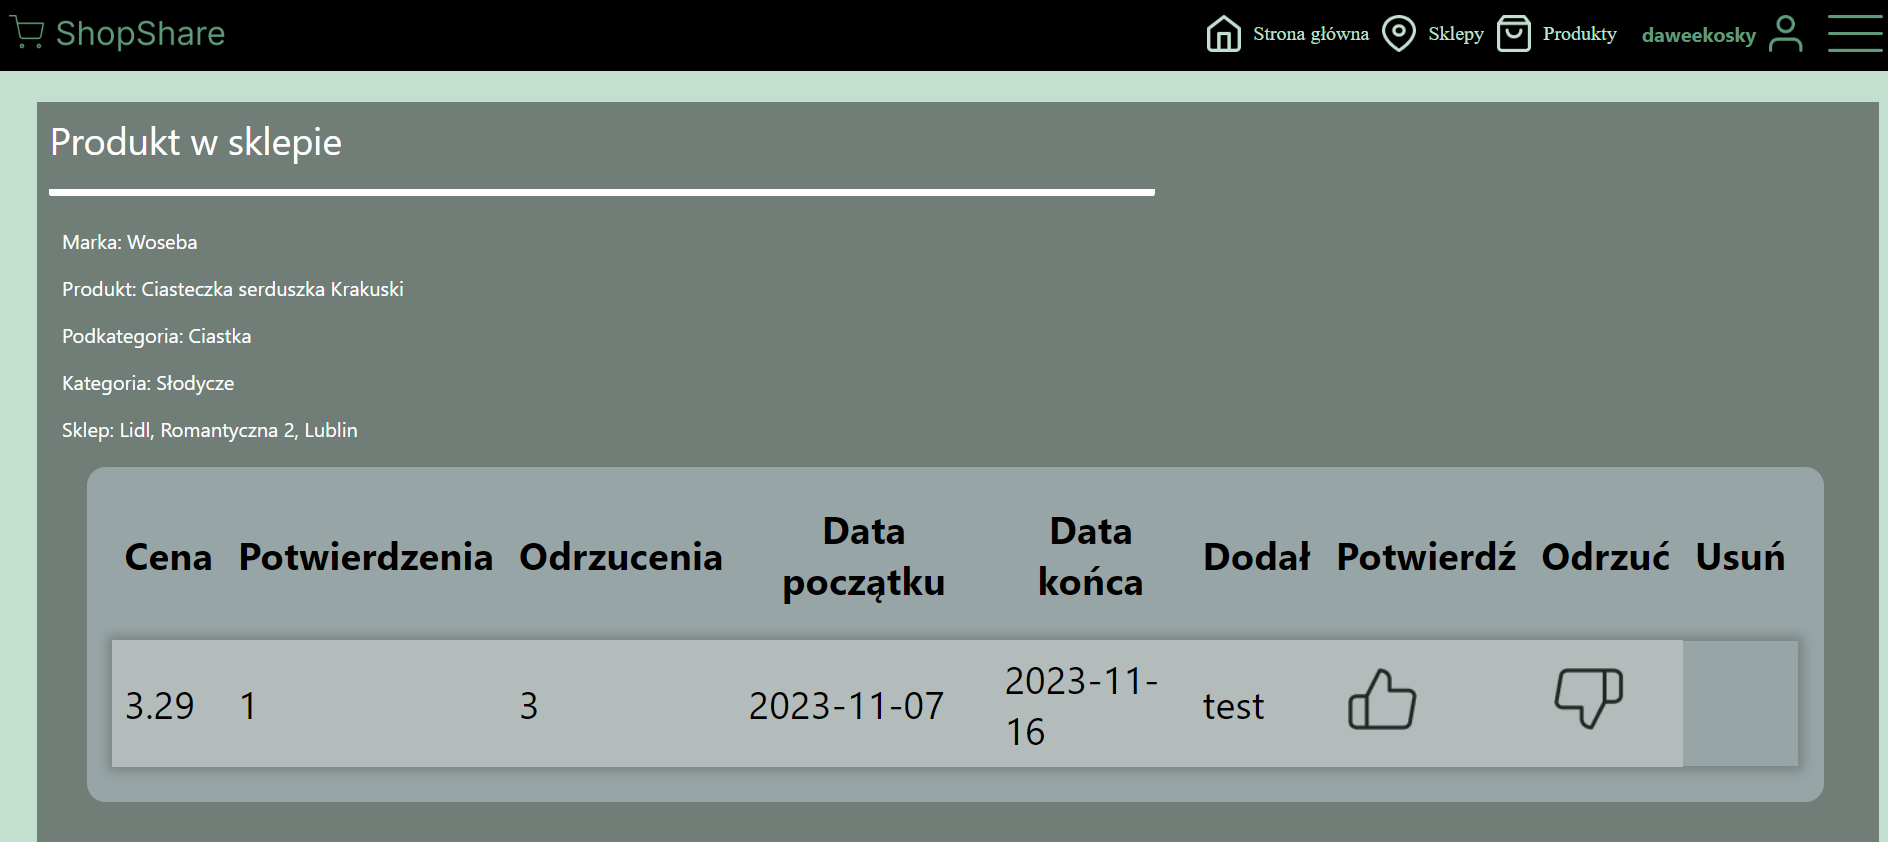 ShopShare
Strona główna
Sklepy
Produkty
daweekosky
Produkt w sklepie
Marka: Woseba
Produkt: Ciasteczka serduszka Krakuski
Podkategoria: Ciastka
Kategoria: Słodycze
Sklep: Lidl, Romantyczna 2, Lublin
Cena
Potwierdzenia
Odrzucenia
Data
początku
Data
końca
Dodał
Potwierdź
Odrzuć
Usuń
3.29
1
3
2023-11-07
2023-11-
16
test